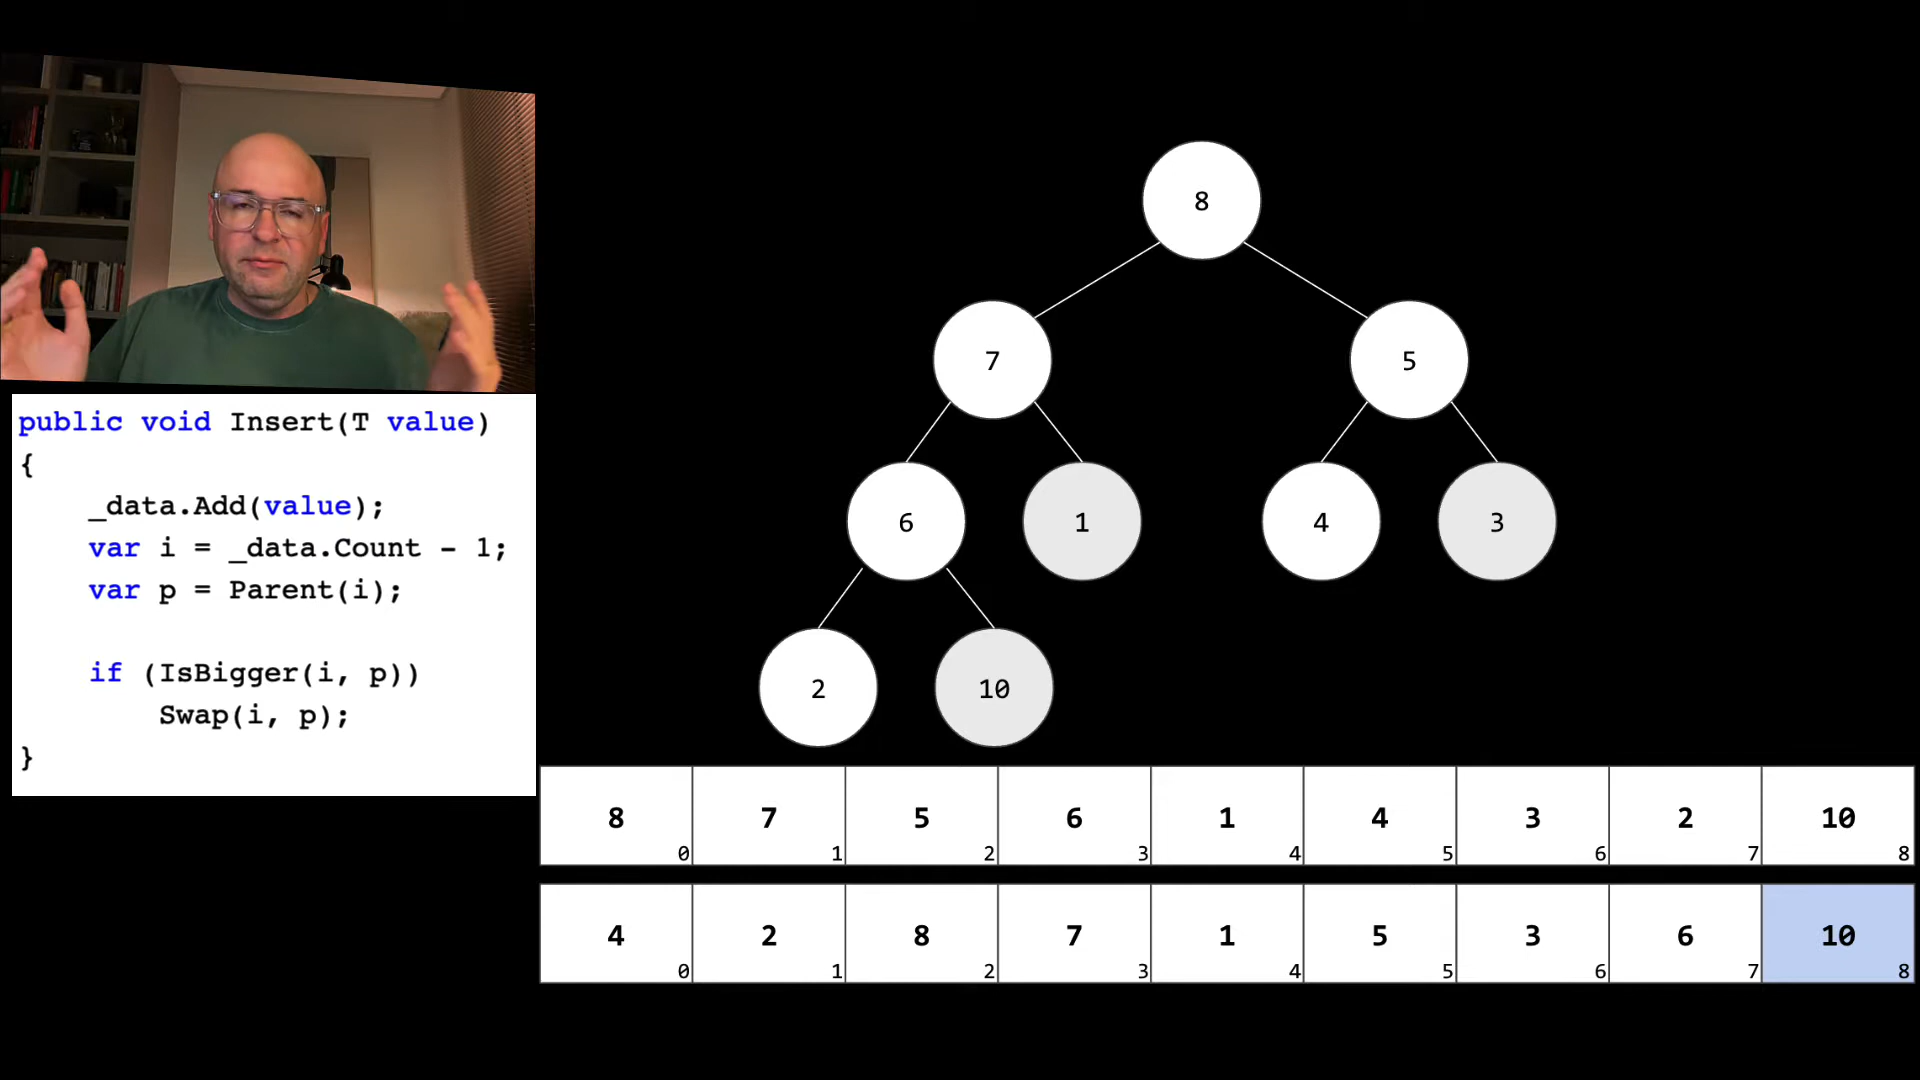 public void Insert(T value)
{
    _data.Add(value);
    var i = _data.Count - 1;
    var p = Parent(i);

    if (IsBigger(i, p))
        Swap(i, p);
}
8
7 5
6 1 4 3
2 10
8 7 5 6 1 4 3 2 10
0 1 2 3 4 5 6 7 8
4 2 8 7 1 5 3 6 10
0 1 2 3 4 5 6 7 8